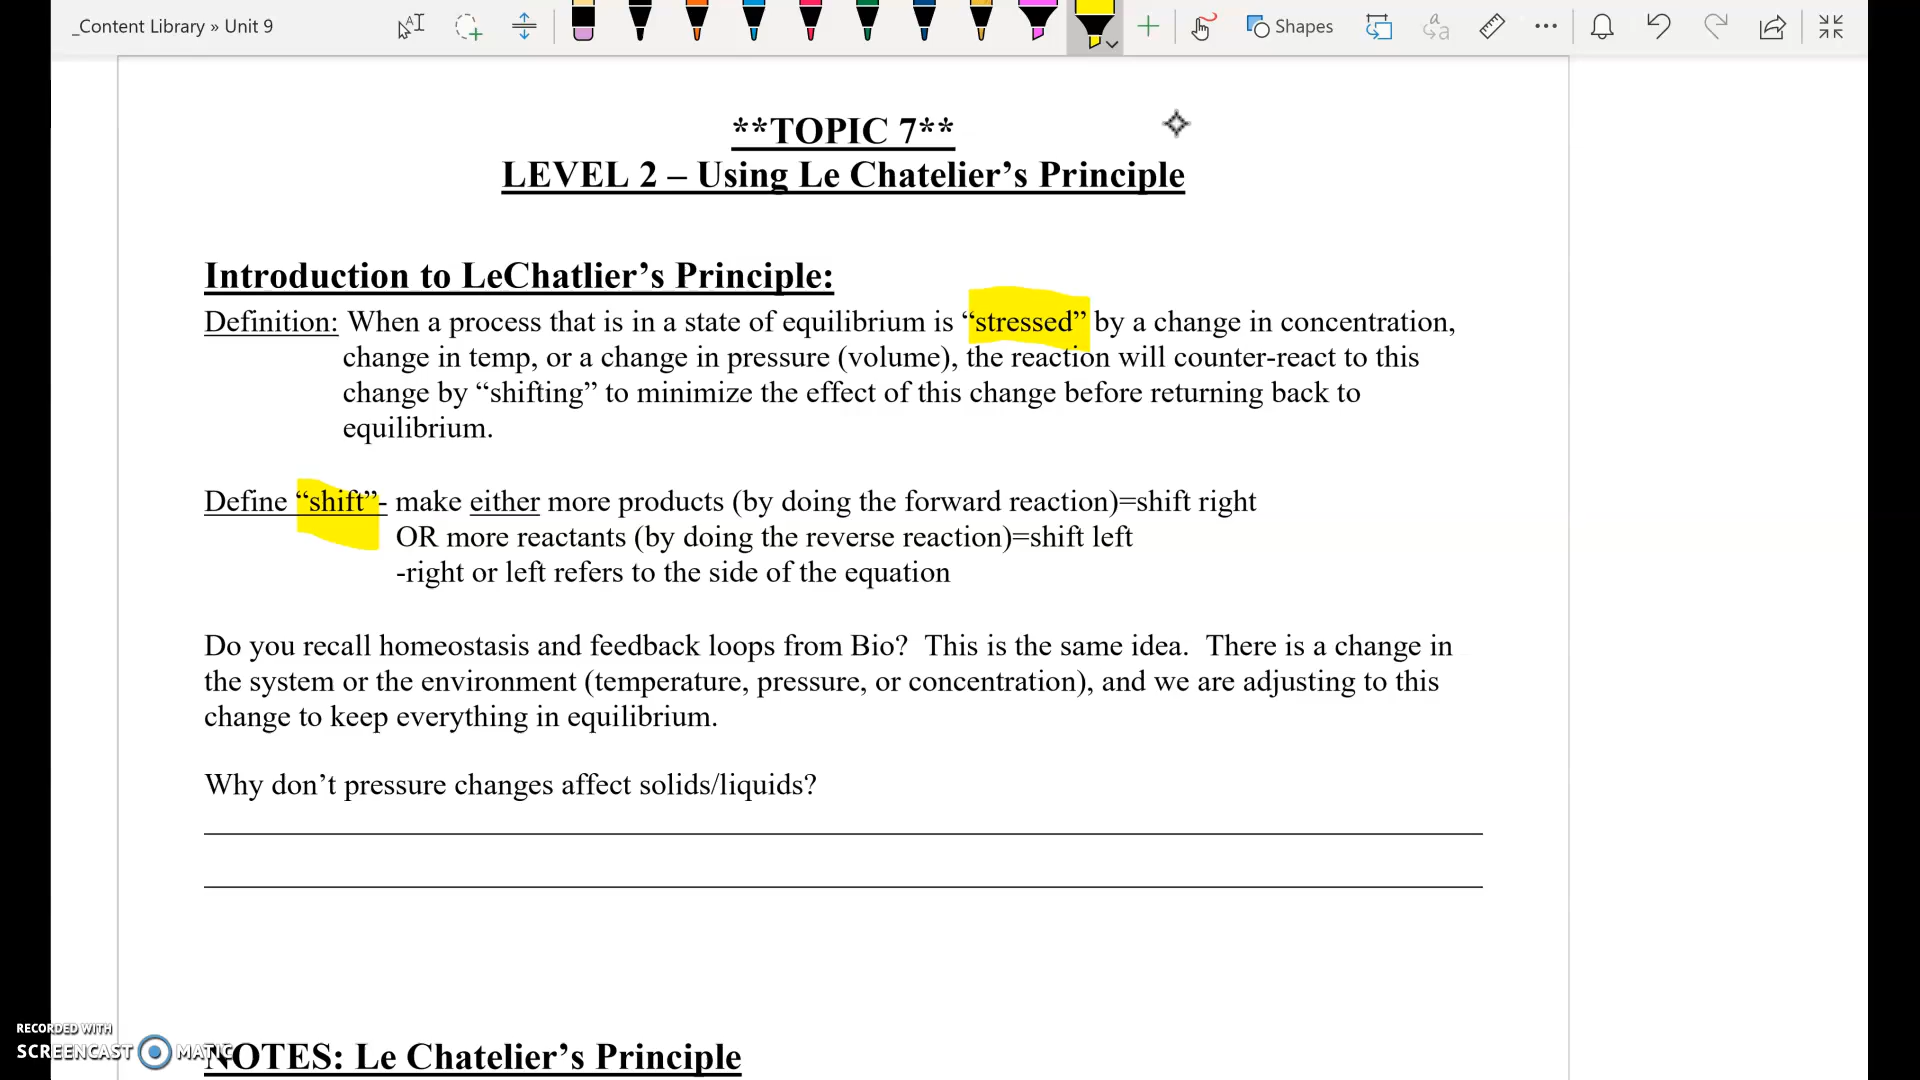 _Content Library » Unit 9
Shapes
**TOPIC 7**
LEVEL 2 – Using Le Chatelier’s Principle
Introduction to LeChatlier’s Principle:
Definition: When a process that is in a state of equilibrium is “stressed” by a change in concentration,
change in temp, or a change in pressure (volume), the reaction will counter-react to this
change by “shifting” to minimize the effect of this change before returning back to
equilibrium.
Define “shift”- make either more products (by doing the forward reaction)=shift right
OR more reactants (by doing the reverse reaction)=shift left
-right or left refers to the side of the equation
Do you recall homeostasis and feedback loops from Bio?  This is the same idea.  There is a change in
the system or the environment (temperature, pressure, or concentration), and we are adjusting to this
change to keep everything in equilibrium.
Why don’t pressure changes affect solids/liquids?
NOTES: Le Chatelier’s Principle
RECORDED WITH
SCREENCAST MATIC